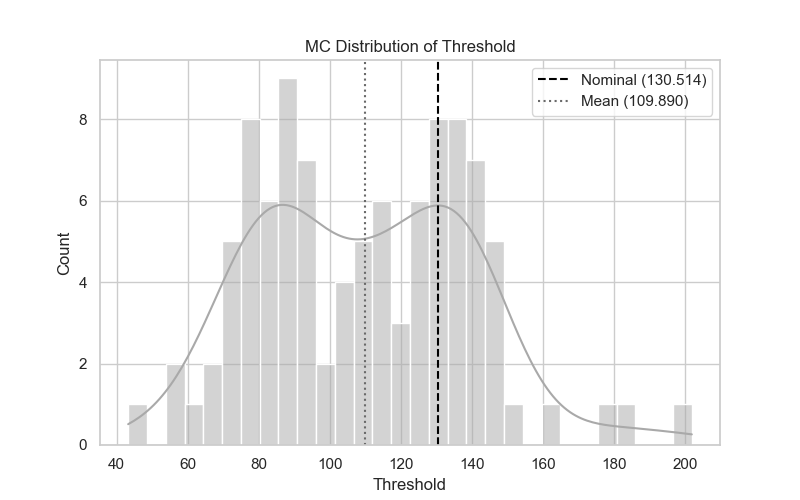 MC Distribution of Threshold
Nominal (130.514)
Mean (109.890)
8
6
4
2
0
Count
40 60 80 100 120 140 160 180 200
Threshold